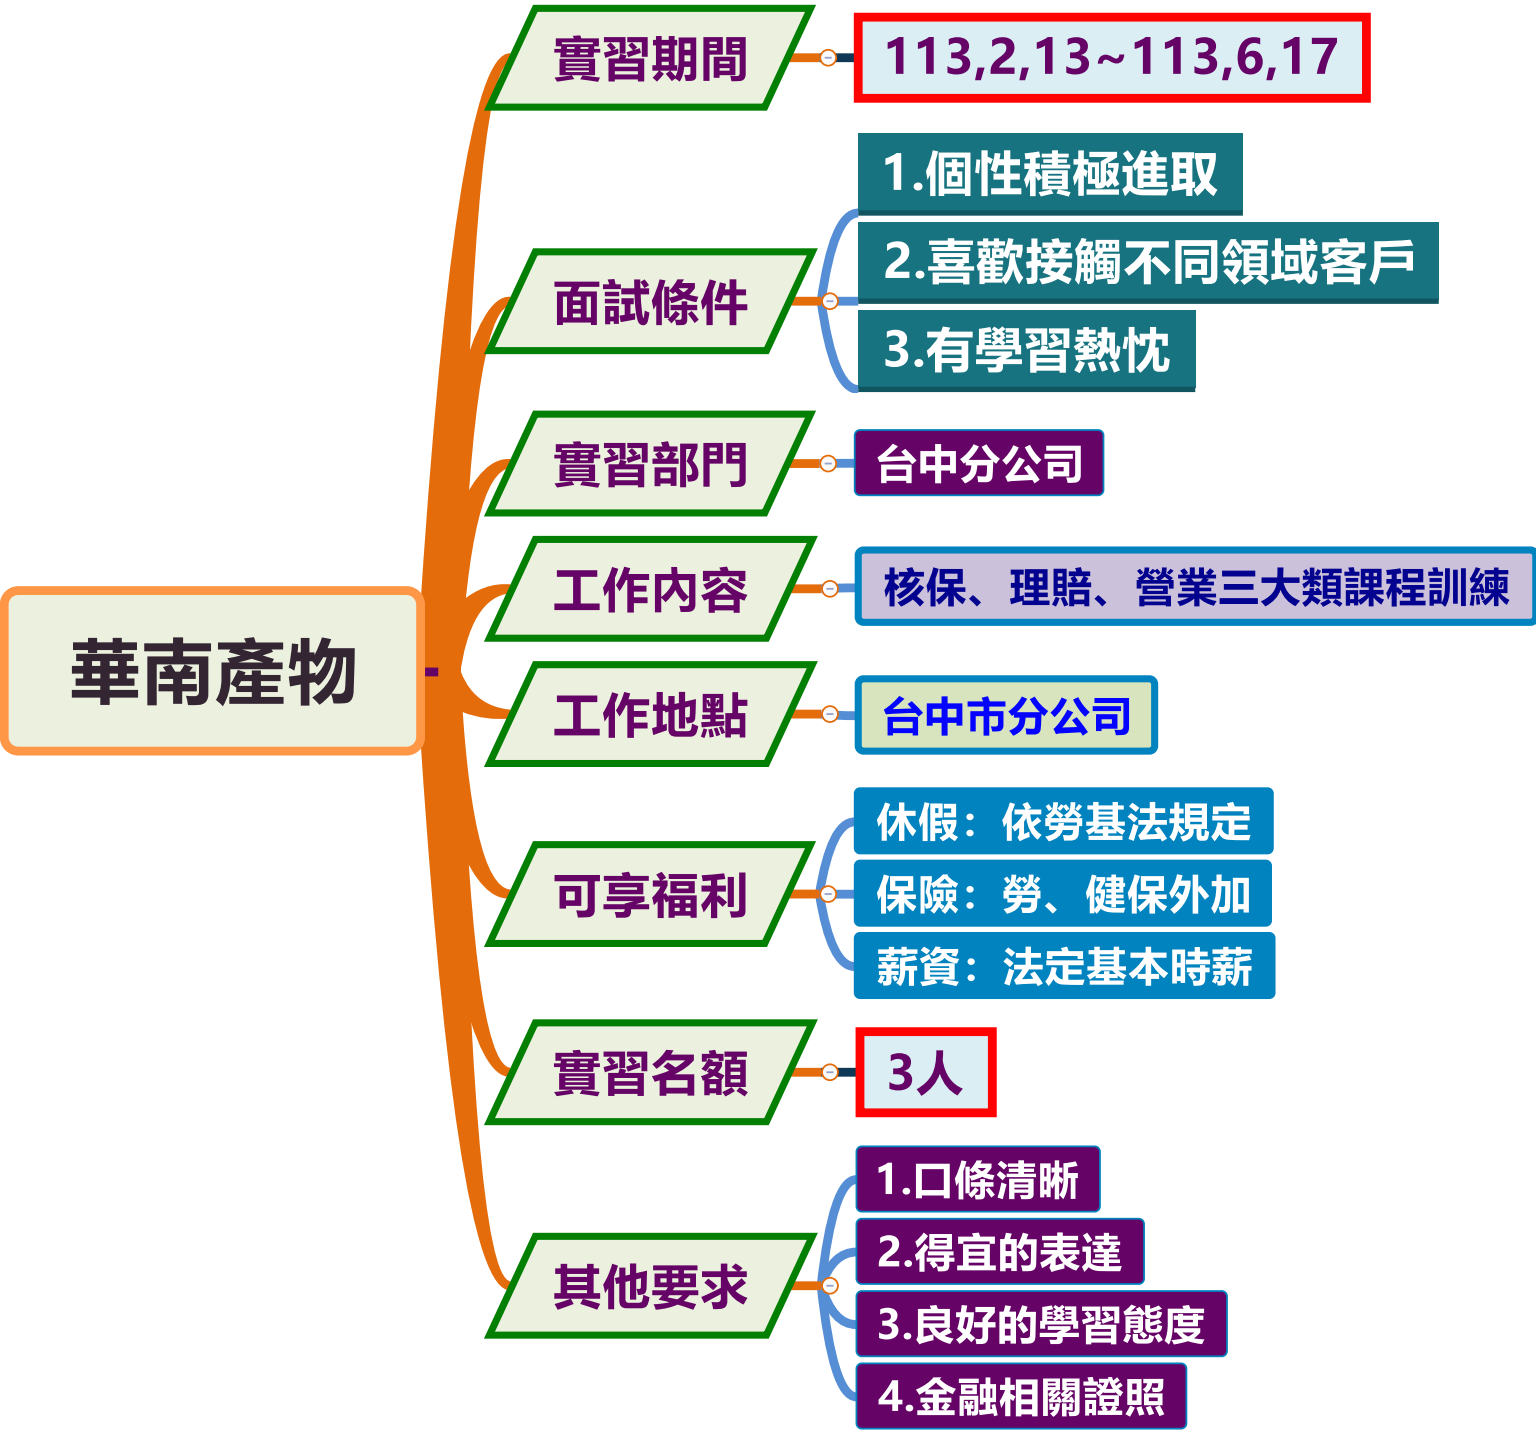 華南產物
實習期間
113,2,13~113,6,17
面試條件
1.個性積極進取
2.喜歡接觸不同領域客戶
3.有學習熱忱
實習部門
台中分公司
工作內容
核保、理賠、營業三大類課程訓練
工作地點
台中市分公司
可享福利
休假：依勞基法規定
保險：勞、健保外加
薪資：法定基本時薪
實習名額
3人
其他要求
1.口條清晰
2.得宜的表達
3.良好的學習態度
4.金融相關證照